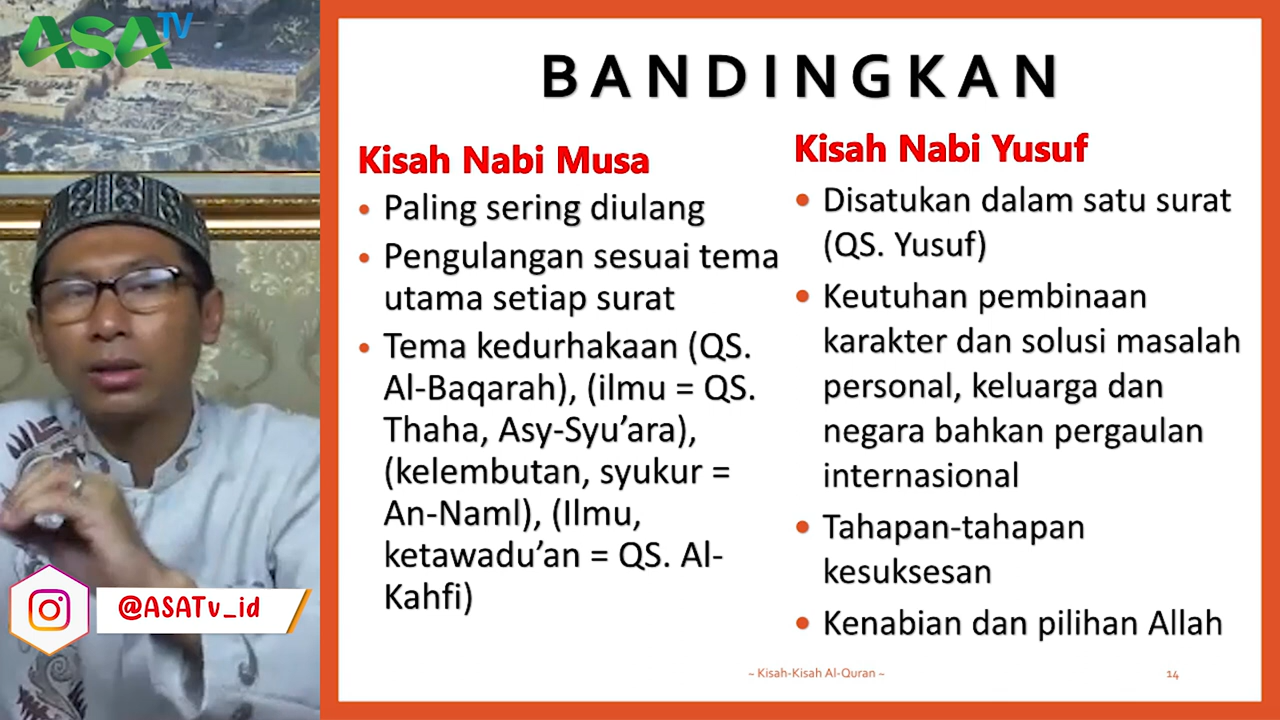 ASATV
BANDINGKAN
Kisah Nabi Musa
• Paling sering diulang
• Pengulangan sesuai tema
utama setiap surat
• Tema kedurhakaan (QS.
Al-Baqarah), (ilmu = QS.
Thaha, Asy-Syu’ara),
(kelembutan, syukur =
An-Naml), (Ilmu,
ketawadu’an = QS. Al-
Kahfi)
Kisah Nabi Yusuf
• Disatukan dalam satu surat
(QS. Yusuf)
• Keutuhan pembinaan
karakter dan solusi masalah
personal, keluarga dan
negara bahkan pergaulan
internasional
• Tahapan-tahapan
kesuksesan
• Kenabian dan pilihan Allah
@ASATv_id
~ Kisah-Kisah Al-Quran ~
14